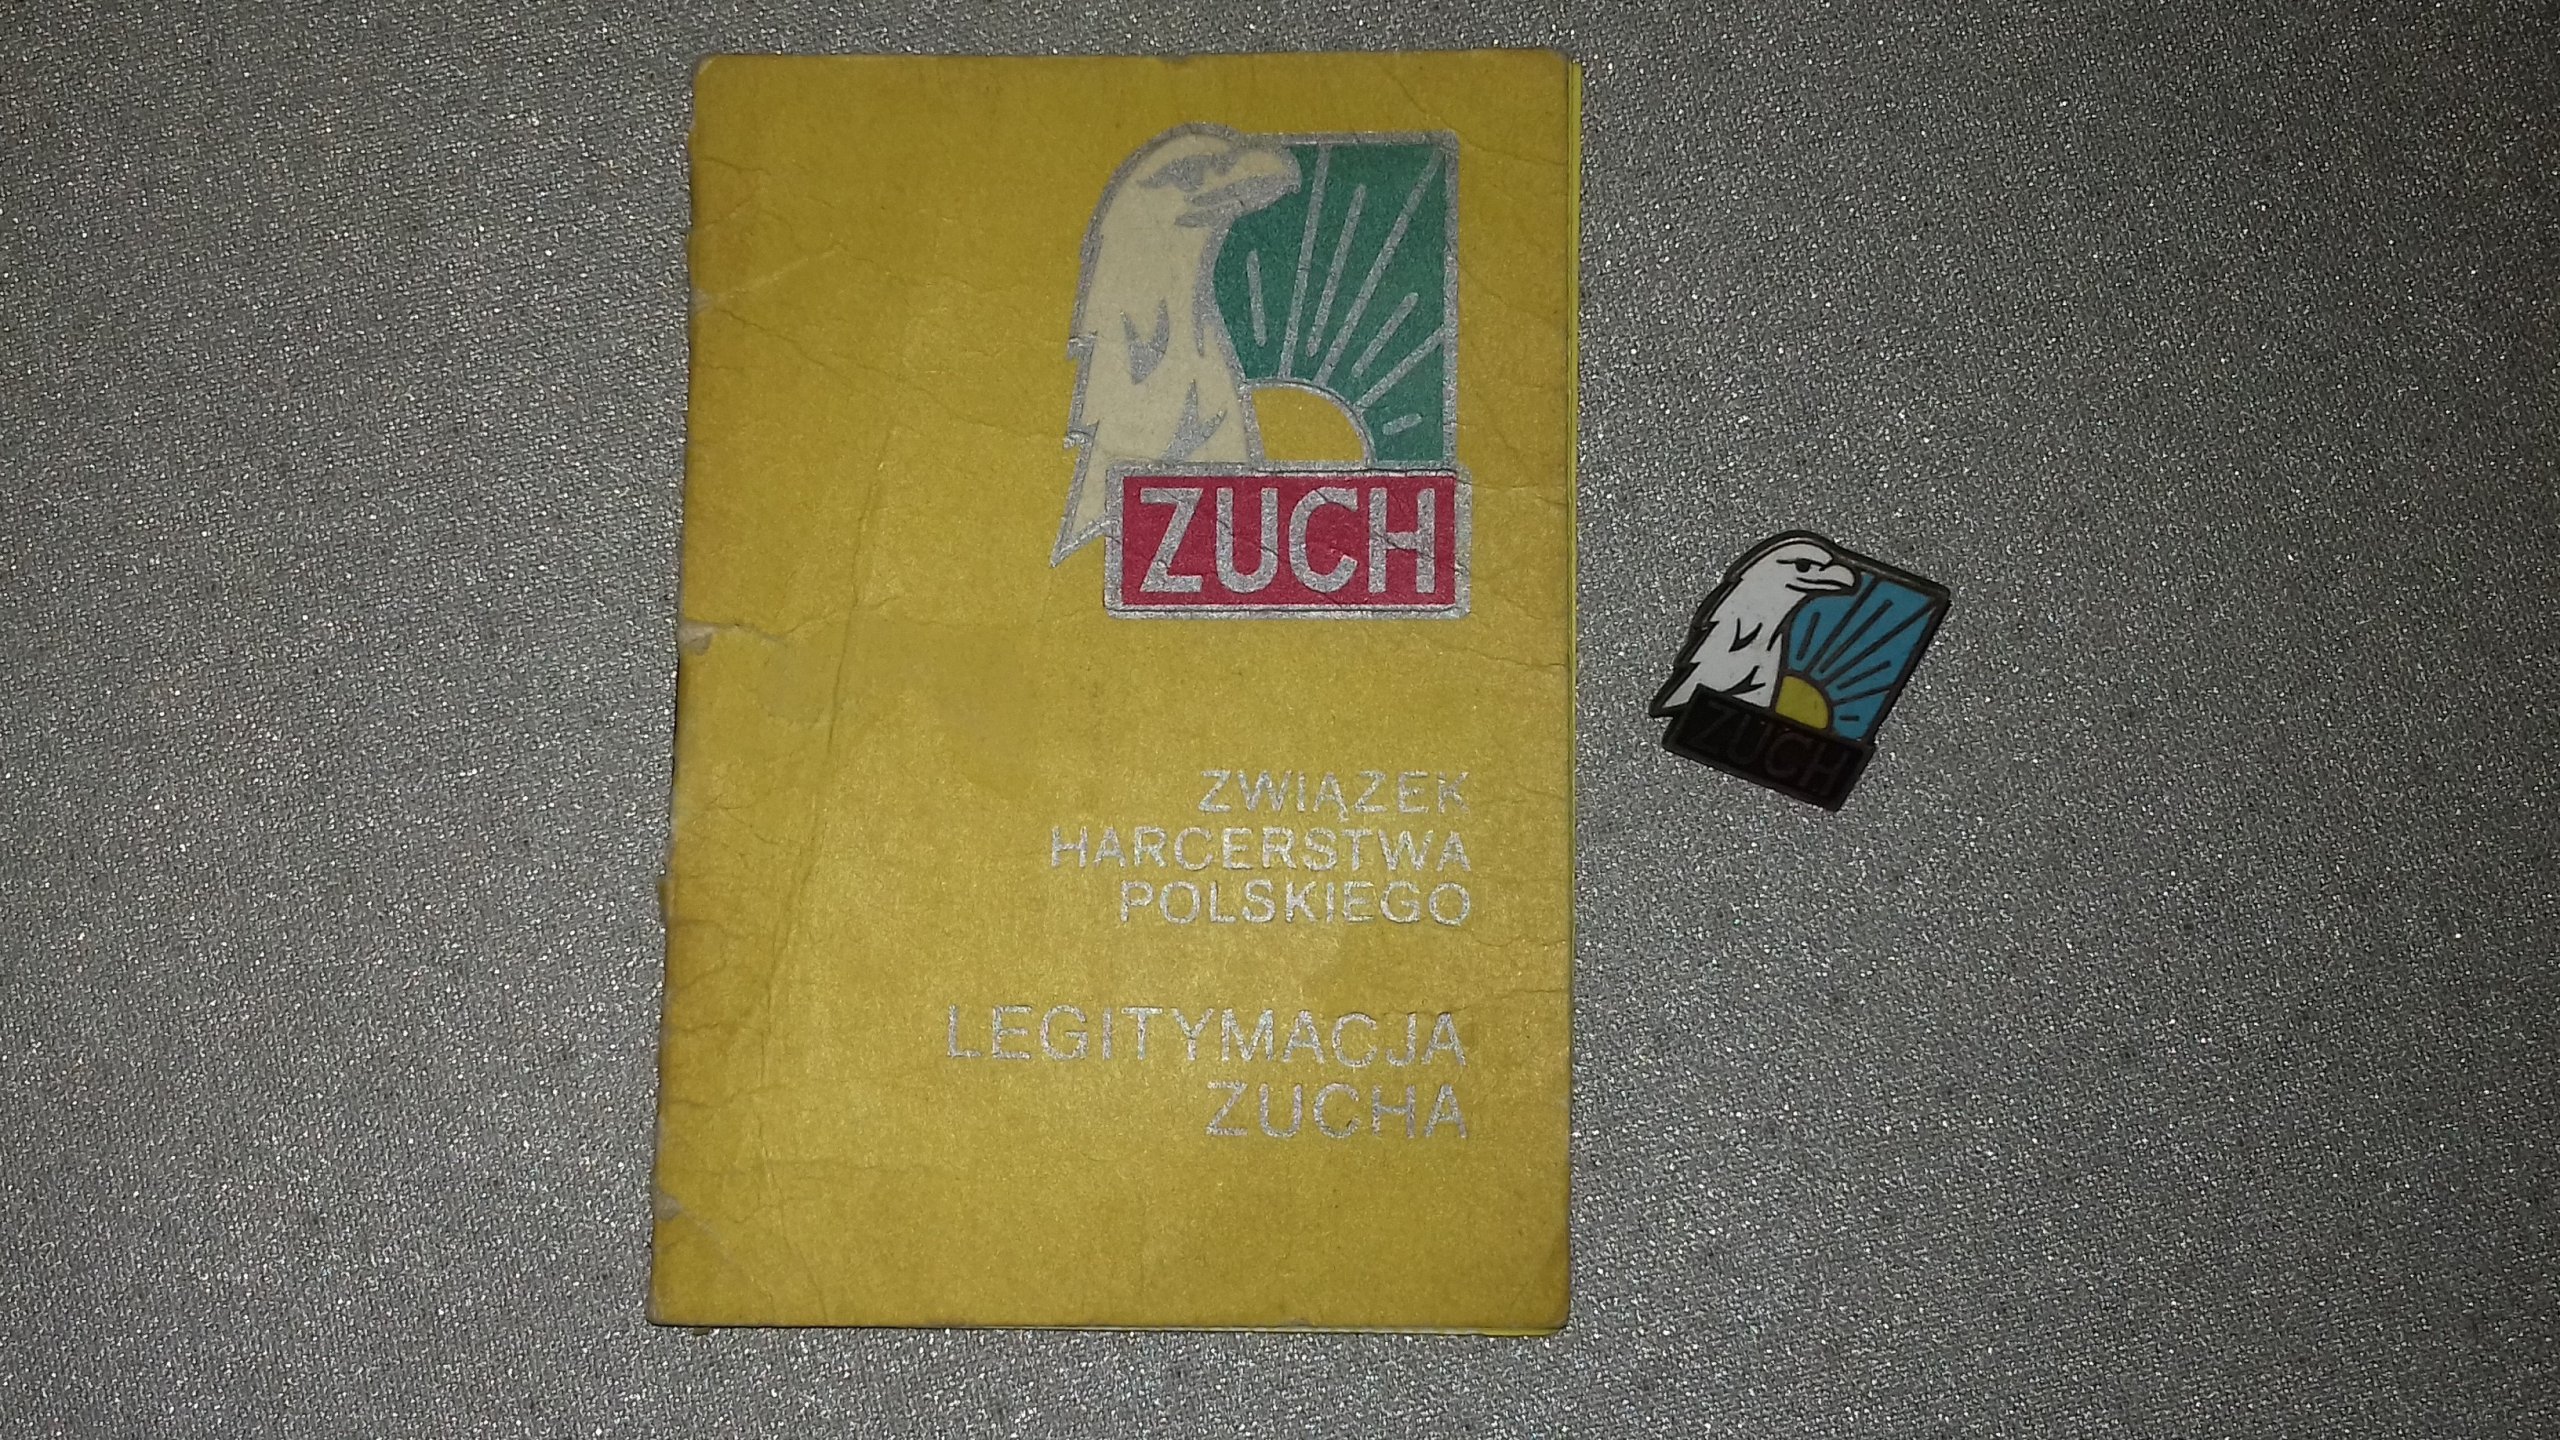 ZUCH
ZWIĄZEK
HARCERSTWA
POLSKIEGO
LEGITYMACJA
ZUCHA
ZUCH